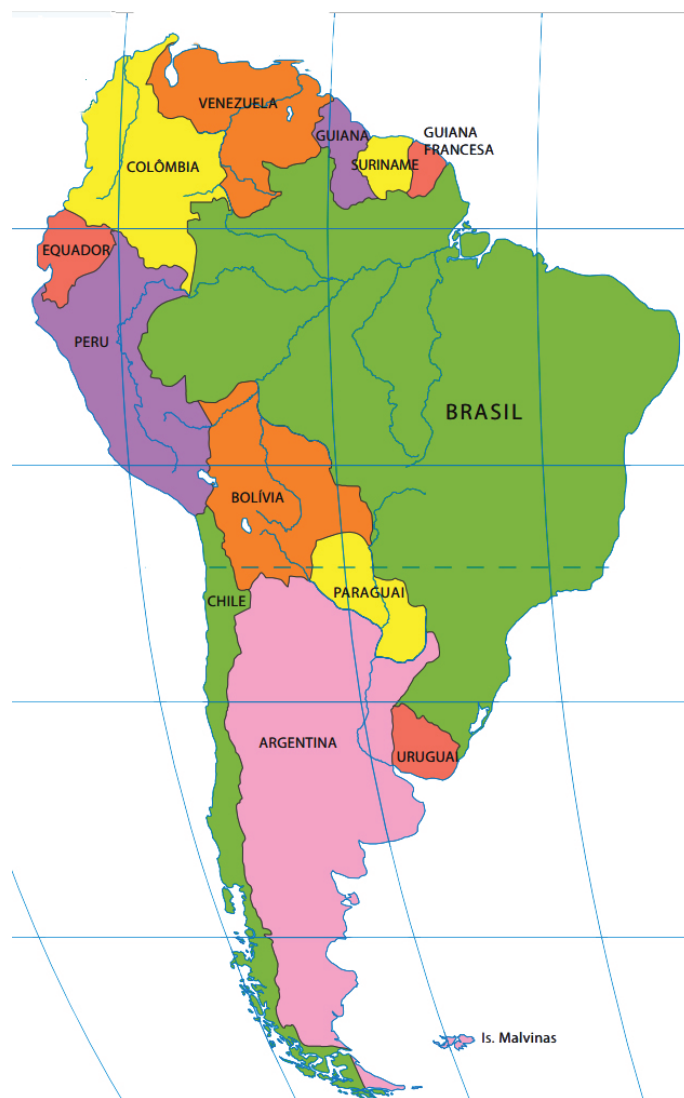 VENEZUELA
GUIANA
GUIANA
FRANCESA
SURINAME
COLÔMBIA
EQUADOR
PERU
BRASIL
BOLÍVIA
PARAGUAI
CHILE
ARGENTINA
URUGUAI
Is. Malvinas